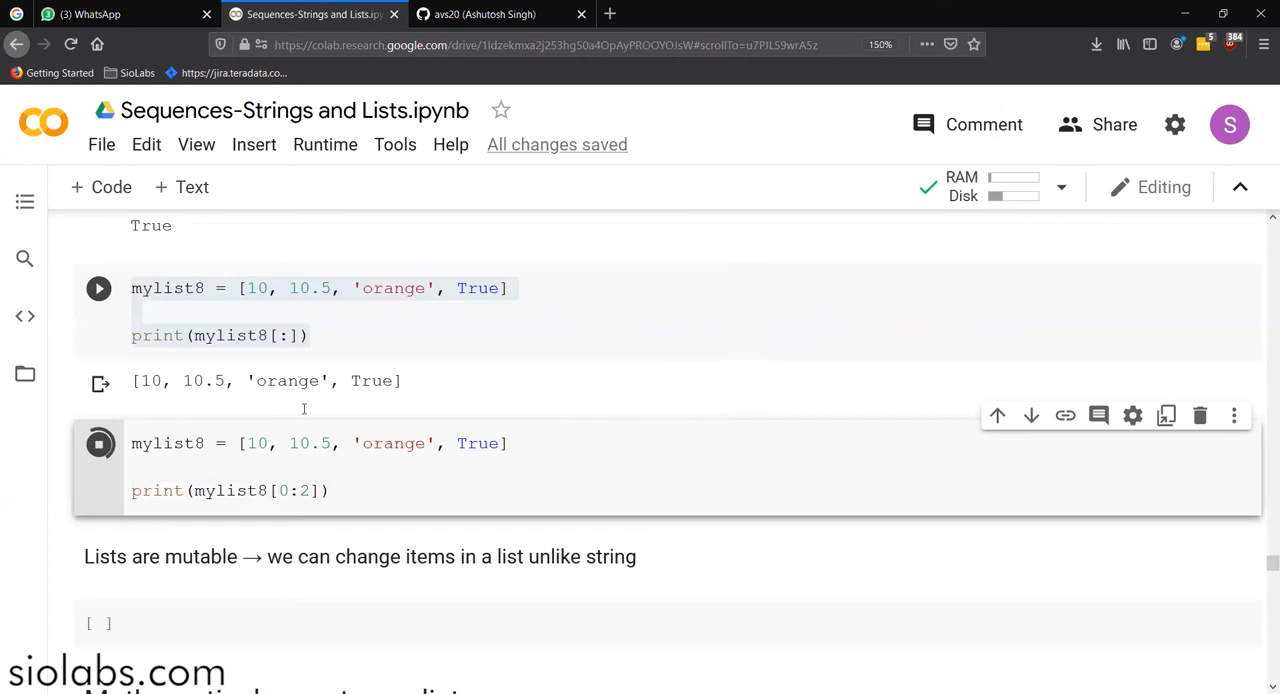 (3) WhatsApp
Sequences-Strings and Lists.ipyn
avs20 (Ashutosh Singh)
https://colab.research.google.com/drive/1ldzekmxa2j253hg50a4OpAyPROOYOJsW#scrollTo=u7PJL59wrA5z
150%
5
384
Getting Started
SioLabs
https://jira.teradata.co...
CO
Sequences-Strings and Lists.ipynb
Comment
Share
S
File Edit View Insert Runtime Tools Help All changes saved
+ Code + Text
RAM
Disk
Editing
True
mylist8 = [10, 10.5, 'orange', True]
print(mylist8[:])
[10, 10.5, 'orange', True]
mylist8 = [10, 10.5, 'orange', True]
print(mylist8[0:2])
Lists are mutable → we can change items in a list unlike string
[ ]
siolabs.com